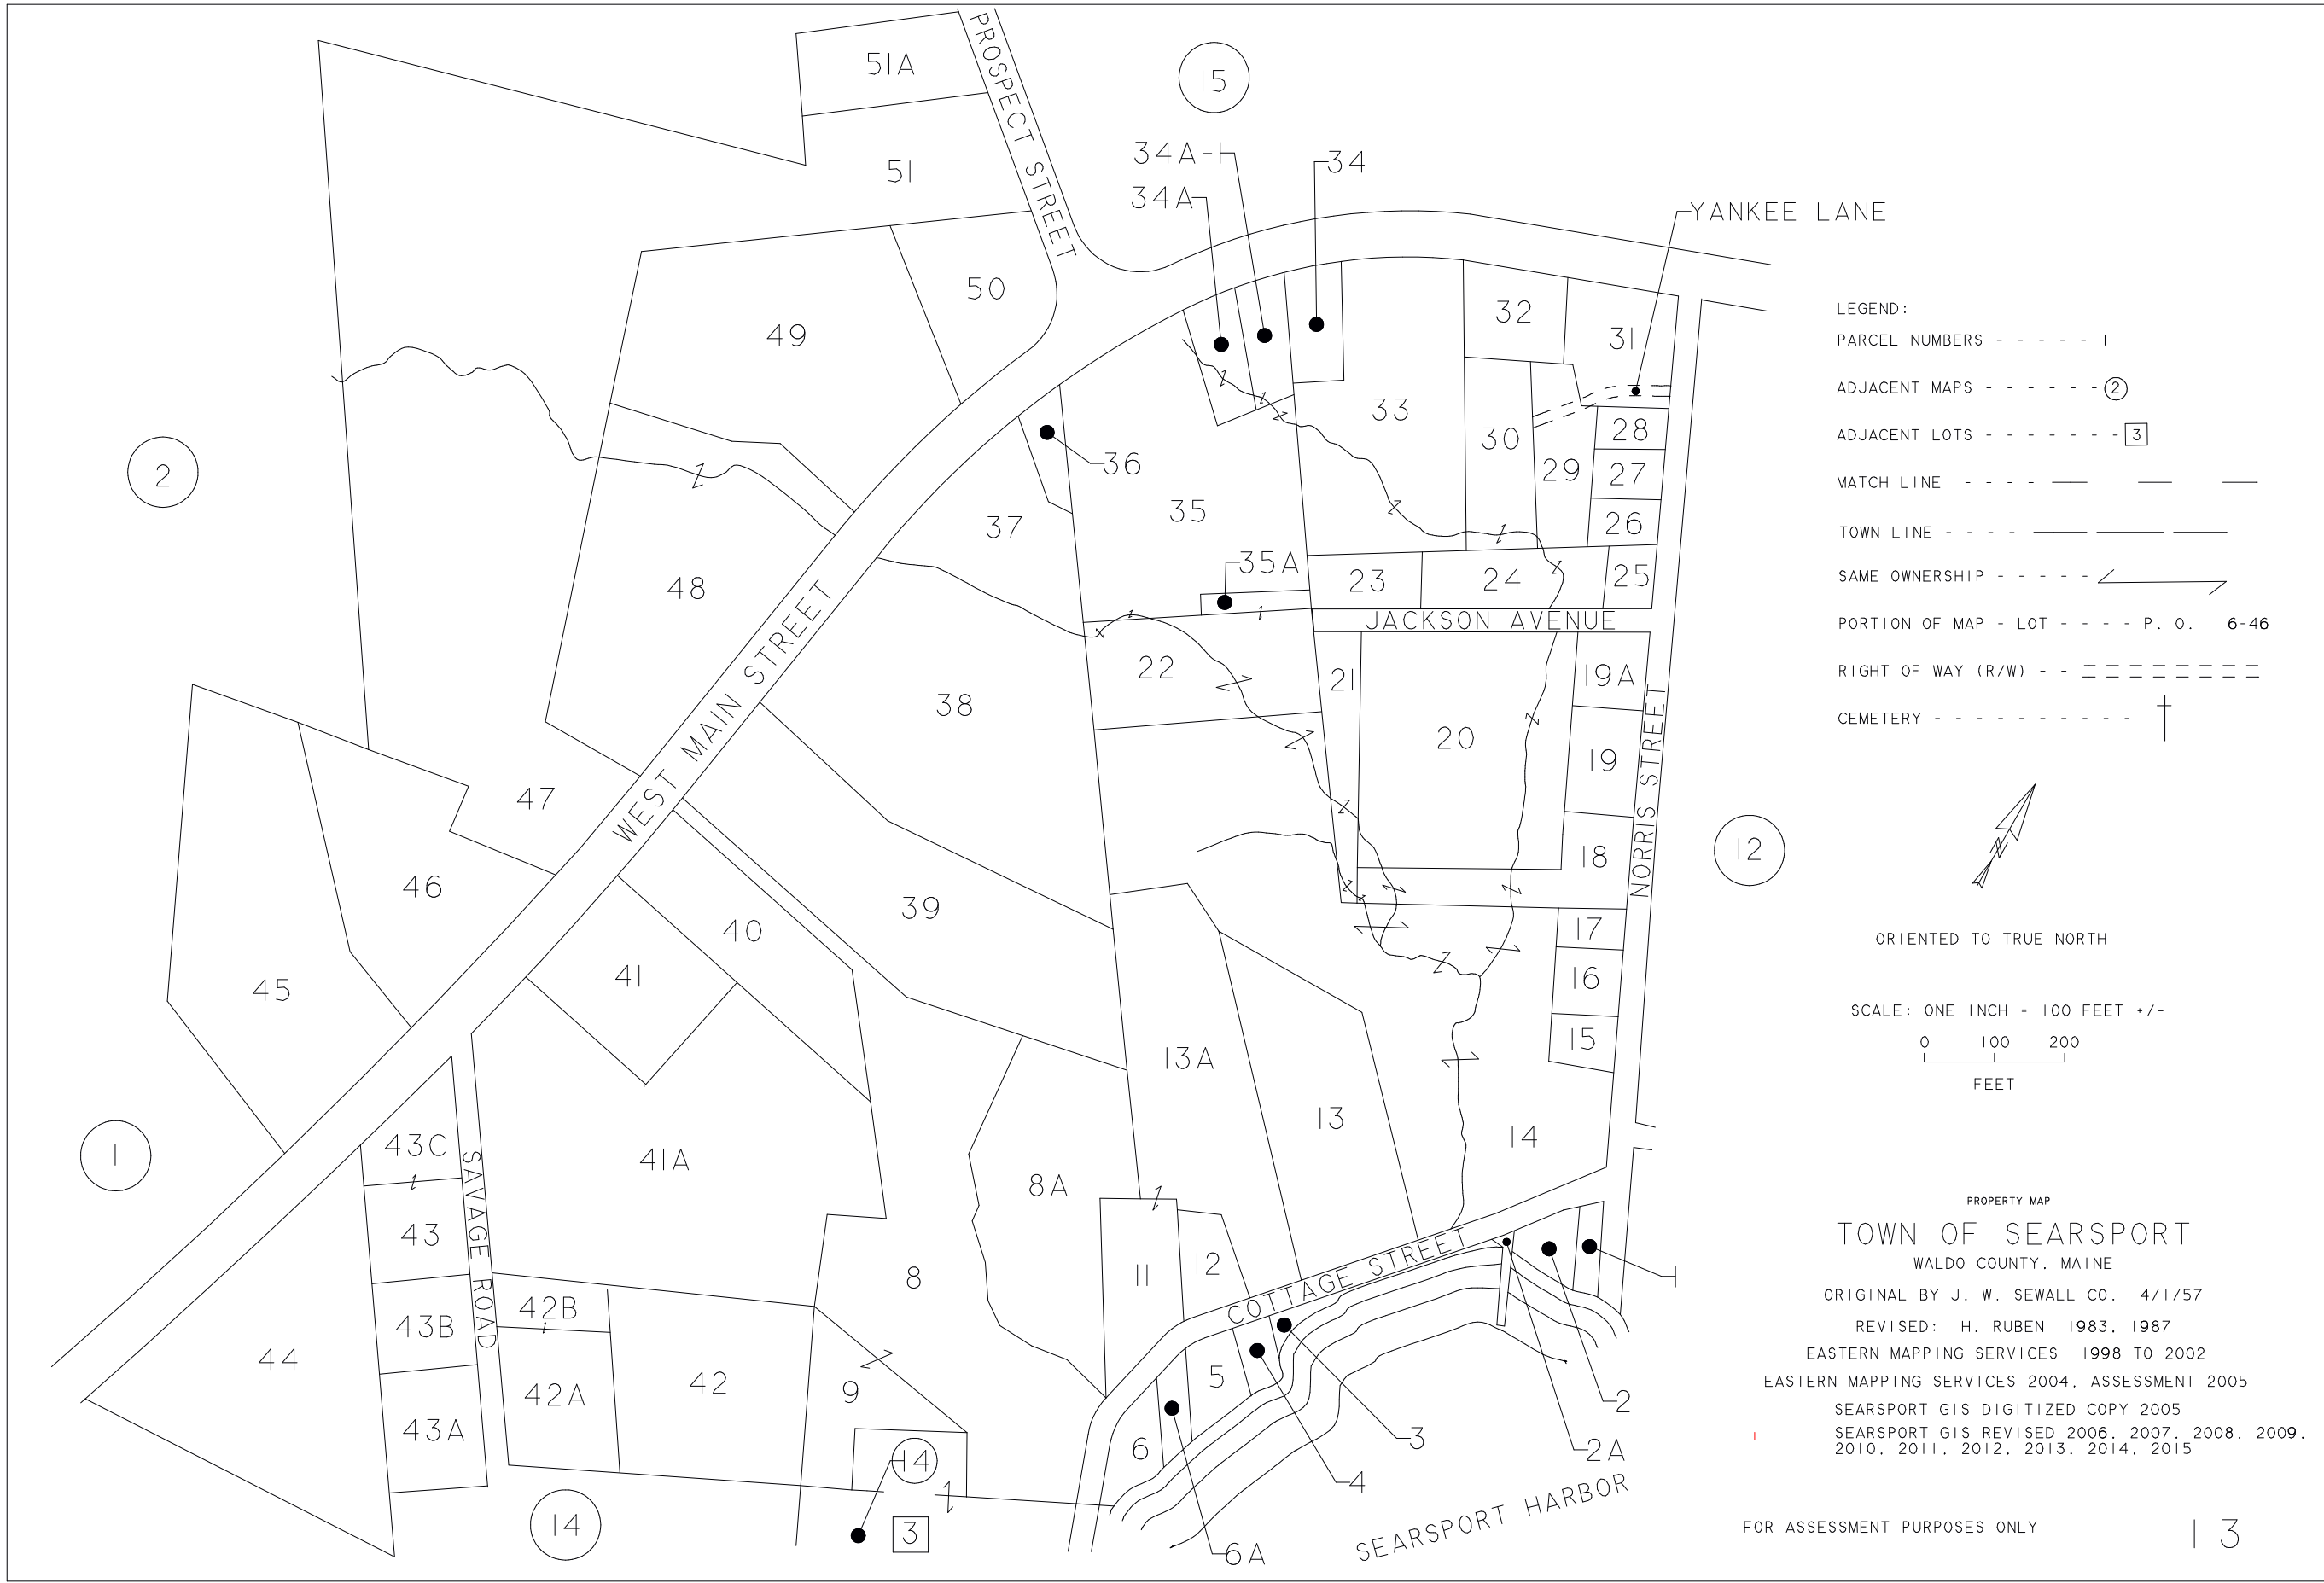 51A
PROSPECT STREET
15
51
34A-1
34
34A
YANKEE LANE
50
49
32
31
36
33
30
28
29
27
26
2
37
35
35A
48
23
24
25
JACKSON AVENUE
22
21
19A
38
20
19
NORRIS STREET
47
WEST MAIN STREET
18
12
46
39
40
17
41
16
45
15
13A
13
14
1
43C
SAVAGE ROAD
41A
8A
43
8
11
12
COTTAGE STREET
1
42B
43B
44
42
9
5
42A
43A
6
14
3
4
2
2A
6A
14
3
SEARSPORT HARBOR
LEGEND:
PARCEL NUMBERS - - - - - 1
ADJACENT MAPS - - - - - - 2
ADJACENT LOTS - - - - - - - 3
MATCH LINE - - - -
TOWN LINE - - - -
SAME OWNERSHIP - - - - -
PORTION OF MAP - LOT - - - - P. O. 6-46
RIGHT OF WAY (R/W) - -
CEMETERY - - - - - - - - - -
N
ORIENTED TO TRUE NORTH
SCALE: ONE INCH = 100 FEET +/-
0 100 200
FEET
PROPERTY MAP
TOWN OF SEARSPORT
WALDO COUNTY. MAINE
ORIGINAL BY J. W. SEWALL CO. 4/1/57
REVISED: H. RUBEN 1983. 1987
EASTERN MAPPING SERVICES 1998 TO 2002
EASTERN MAPPING SERVICES 2004. ASSESSMENT 2005
SEARSPORT GIS DIGITIZED COPY 2005
SEARSPORT GIS REVISED 2006. 2007. 2008. 2009.
2010. 2011. 2012. 2013. 2014. 2015
FOR ASSESSMENT PURPOSES ONLY
13